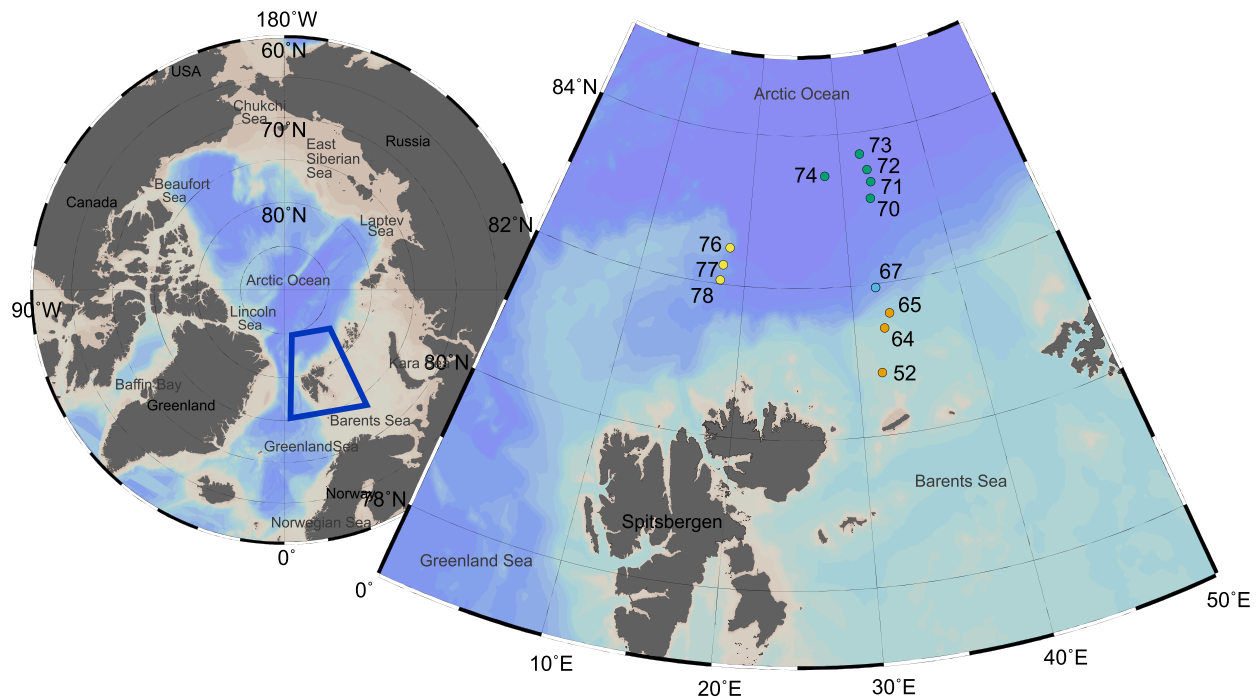 180˚W
60˚N
USA
Chukchi
Sea
70˚N
Russia
East
Siberian
Sea
Beaufort
Sea
Canada
80˚N
Laptev
Sea
Arctic Ocean
90˚W
Lincoln
Sea
Kara Sea
Baffin Bay
Greenland
Barents Sea
GreenlandSea
Norway
Norwegian Sea
0˚
84˚N
Arctic Ocean
73
72
74
71
70
82˚N
76
77
67
78
65
64
80˚N
52
Barents Sea
78˚N
Spitsbergen
Greenland Sea
0˚
50˚E
10˚E
40˚E
20˚E
30˚E